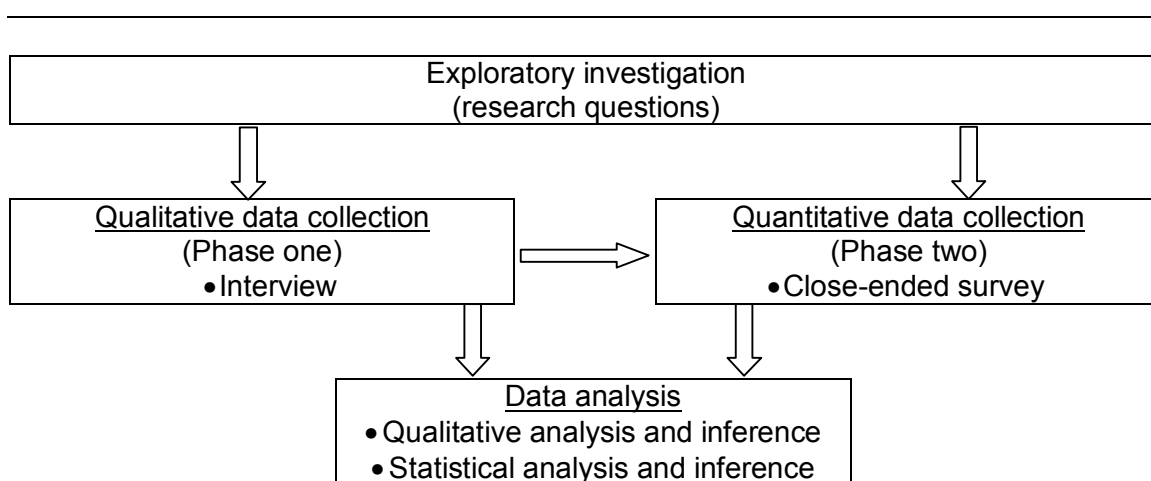 Exploratory investigation
(research questions)
Qualitative data collection
(Phase one)
•Interview
Quantitative data collection
(Phase two)
•Close-ended survey
Data analysis
•Qualitative analysis and inference
•Statistical analysis and inference